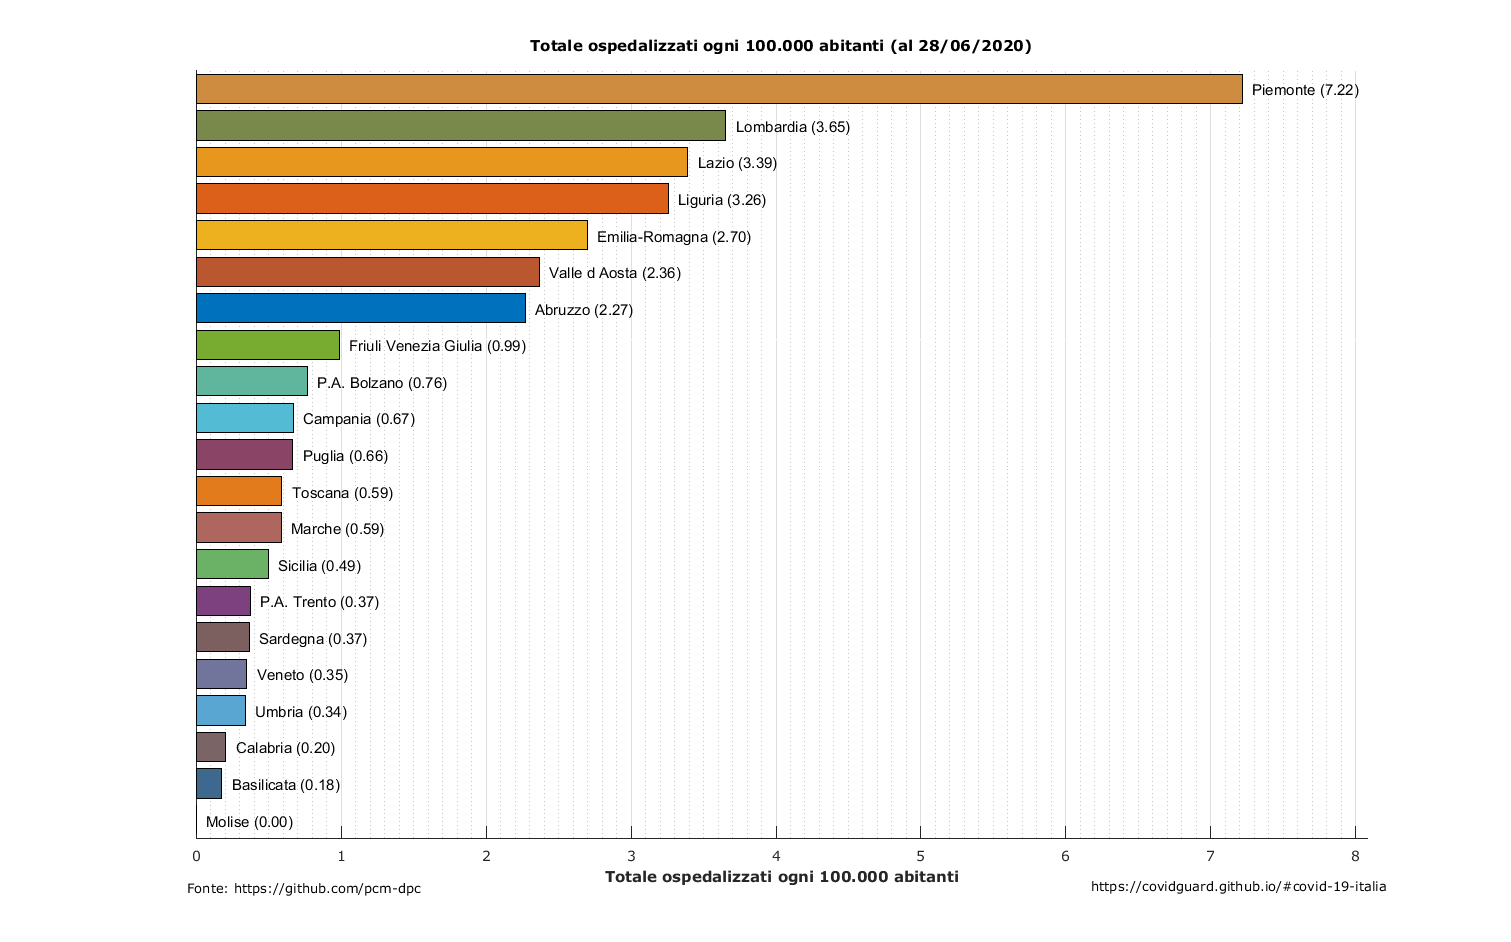 Totale ospedalizzati ogni 100.000 abitanti (al 28/06/2020)
Piemonte (7.22)
Lombardia (3.65)
Lazio (3.39)
Liguria (3.26)
Emilia-Romagna (2.70)
Valle d Aosta (2.36)
Abruzzo (2.27)
Friuli Venezia Giulia (0.99)
P.A. Bolzano (0.76)
Campania (0.67)
Puglia (0.66)
Toscana (0.59)
Marche (0.59)
Sicilia (0.49)
P.A. Trento (0.37)
Sardegna (0.37)
Veneto (0.35)
Umbria (0.34)
Calabria (0.20)
Basilicata (0.18)
Molise (0.00)
0 1 2 3 4 5 6 7 8
Totale ospedalizzati ogni 100.000 abitanti
Fonte: https://github.com/pcm-dpc
https://covidguard.github.io/#covid-19-italia